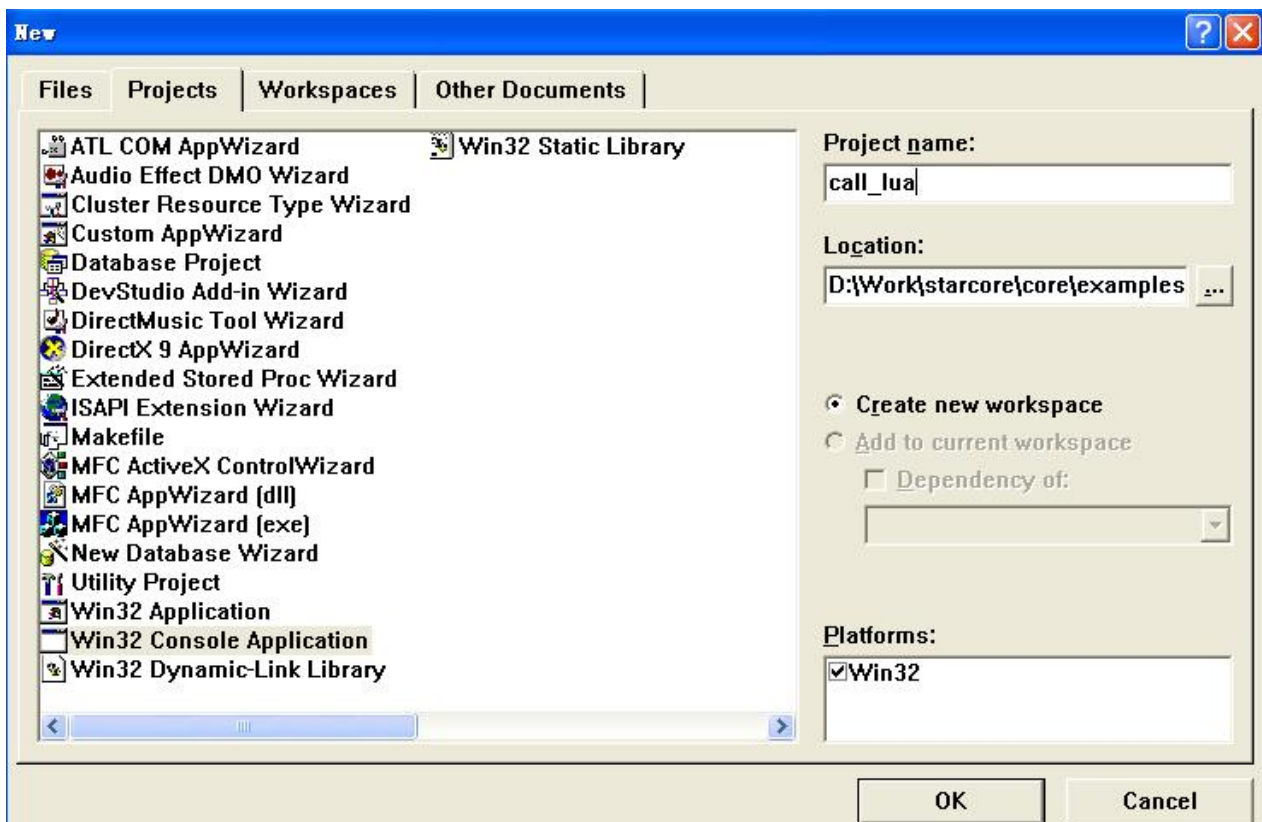 New
Files Projects Workspaces Other Documents
ATL COM AppWizard
Audio Effect DMO Wizard
Cluster Resource Type Wizard
Custom AppWizard
Database Project
DevStudio Add-in Wizard
DirectMusic Tool Wizard
DirectX 9 AppWizard
Extended Stored Proc Wizard
ISAPI Extension Wizard
Makefile
MFC ActiveX ControlWizard
MFC AppWizard (dll)
MFC AppWizard (exe)
New Database Wizard
Utility Project
Win32 Application
Win32 Console Application
Win32 Dynamic-Link Library
Win32 Static Library
Project name:
call_lua
Location:
D:\Work\starcore\core\examples ...
Create new workspace
Add to current workspace
Dependency of:
Platforms:
Win32
OK Cancel